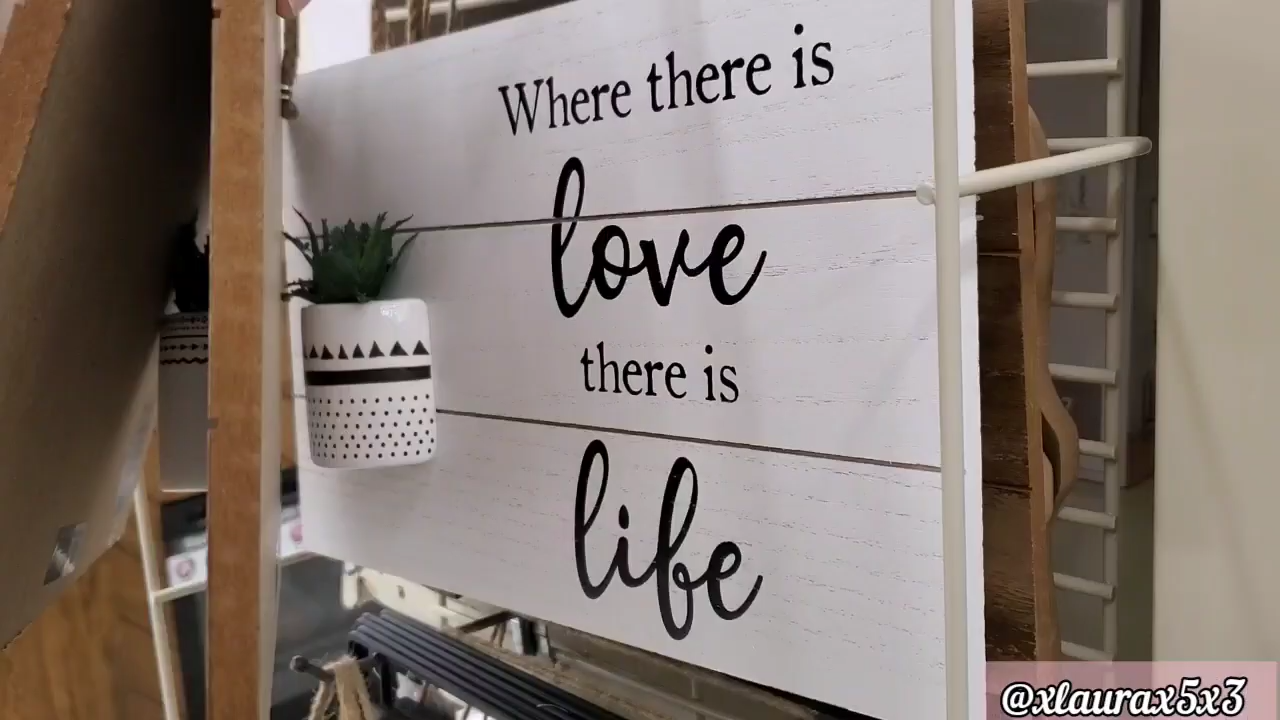 Where there is
love
there is
life
@xlaurax5x3